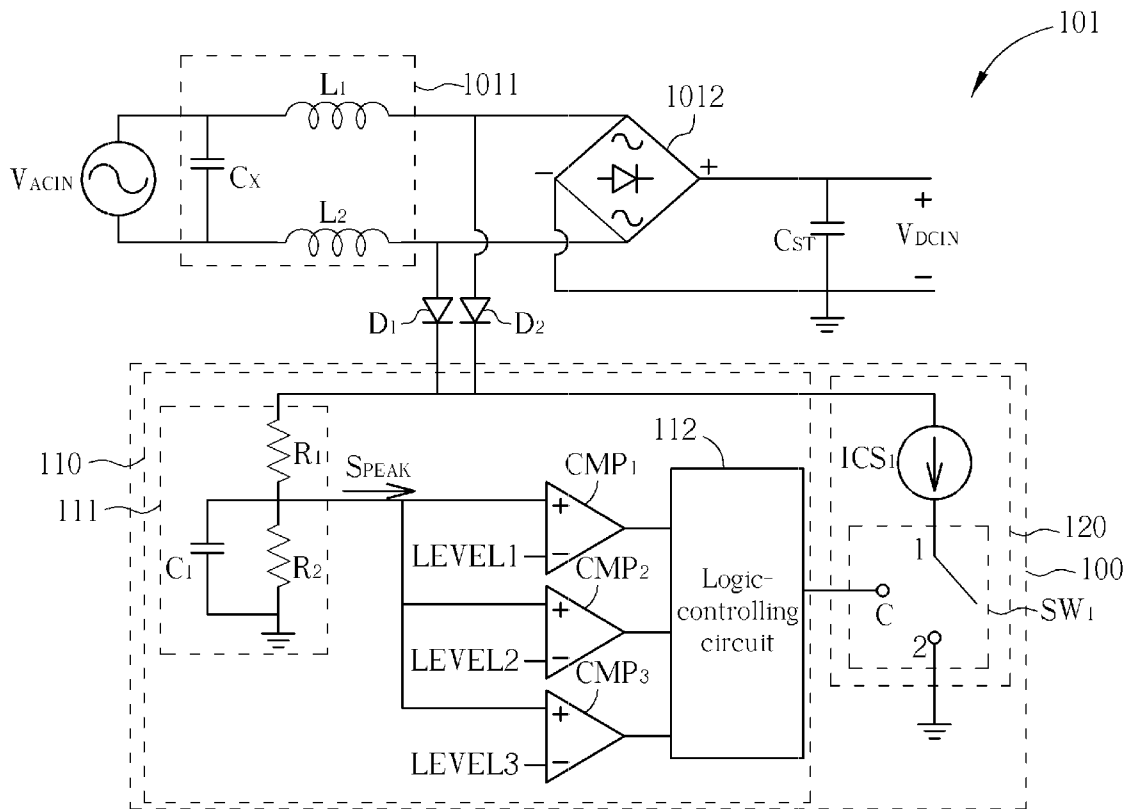 101
1011
L1
1012
VACIN
CX
L2
−
+
CST
+
VDCIN
−
D1
D2
112
110
111
R1
SPEAK
CMP1
ICS1
+
LEVEL1
−
120
C1
R2
CMP2
Logic-
controlling
circuit
1
100
+
C
SW1
LEVEL2
−
2
CMP3
+
LEVEL3
−